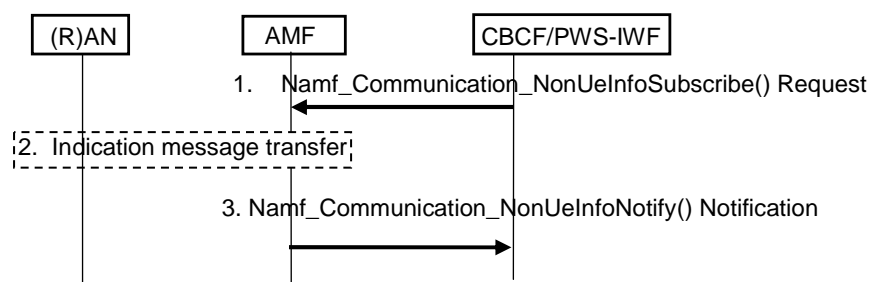 (R)AN
AMF
CBCF/PWS-IWF
1. Namf_Communication_NonUeInfoSubscribe() Request
2. Indication message transfer
3. Namf_Communication_NonUeInfoNotify() Notification